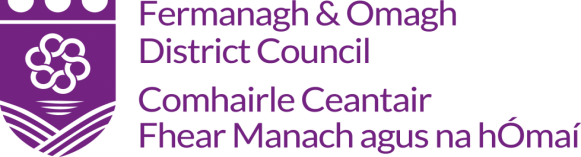 Fermanagh & Omagh
District Council
Comhairle Ceantair
Fhear Manach agus na hÓmaí